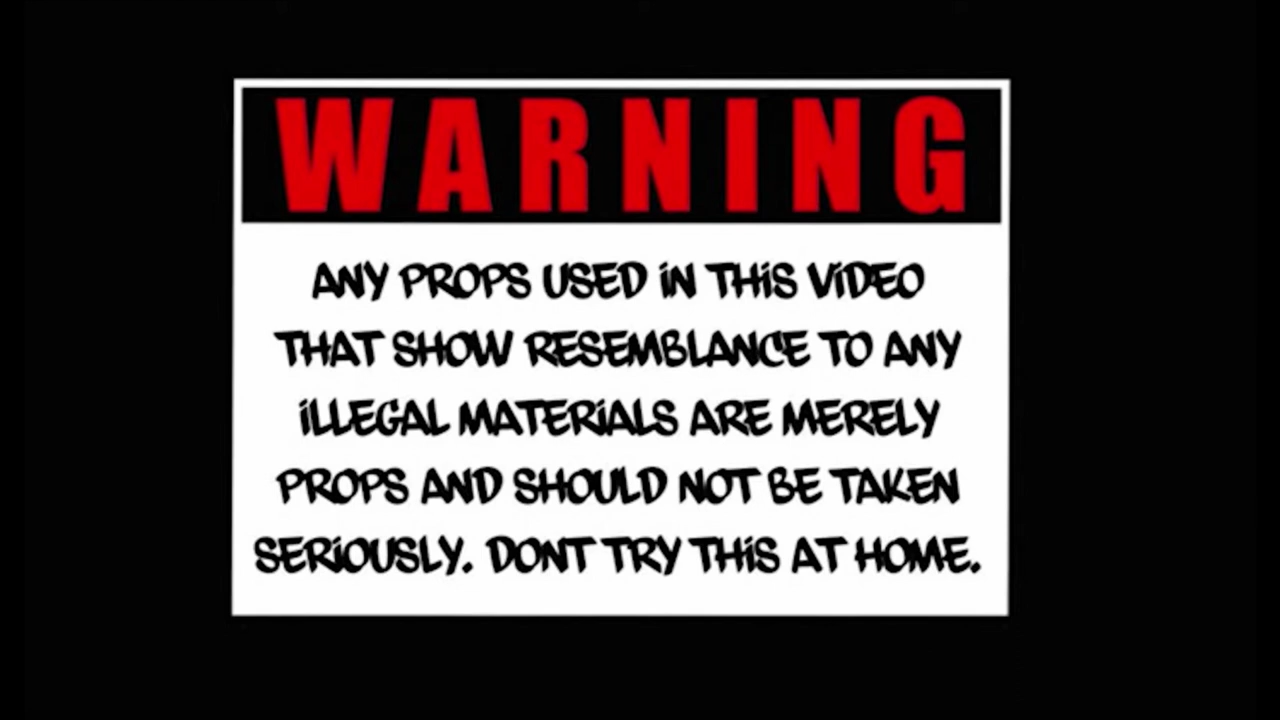 WARNING
ANY PROPS USED iN THiS ViDEO
THAT SHOW RESEMBLANCE TO ANY
iLLEGAL MATERiALS ARE MERELY
PROPS AND SHOULD NOT BE TAKEN
SERiOUSLY. DONT TRY THiS AT HOME.